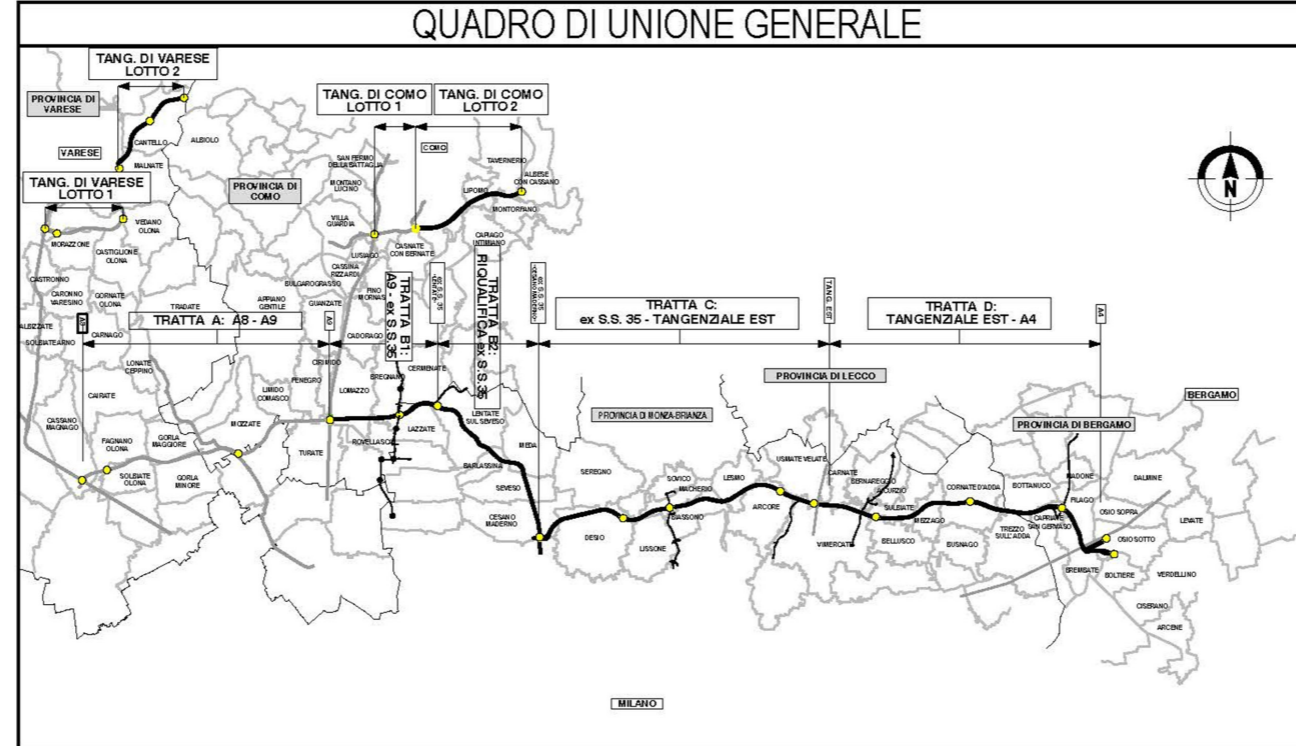 QUADRO DI UNIONE GENERALE
TANG. DI VARESE
LOTTO 2
PROVINCIA DI
VARESE
CANTELLO
ALBIOLO
VARESE
MALNATE
TANG. DI VARESE
LOTTO 1
VEDANO
OLONA
MORAZZONE
CASTIGLIONE
OLONA
CASTRONNO
CARONNO
VARESINO
GORNATE
OLONA
ALBIZZATE
CARNAGO
SOLBIATE ARNO
TRADATE
LONATE
CEPPINO
CAIRATE
CASSANO
MAGNAGO
FAGNANO
OLONA
SOLBIATE
OLONA
GORLA
MAGGIORE
GORLA
MINORE
MOZZATE
LIMIDO
COMASCO
FENEGRO
TURATE
CIRIMIDO
LOMAZZO
ROVELLASCA
PROVINCIA DI
COMO
TANG. DI COMO
LOTTO 1
TANG. DI COMO
LOTTO 2
COMO
SAN FERMO
DELLA BATTAGLIA
MONTANO
LUCINO
VILLA
GUARDIA
LUISAGO
CASSINA
RIZZARDI
BULGAROGRASSO
APPIANO
GENTILE
GUANZATE
FINO
MORNASCO
CADORAGO
BREGNANO
CERMENATE
CASNATE
CON BERNATE
CAPIAGO
INTIMIANO
LIPOMO
MONTORFANO
TAVERNERIO
ALBESE
CON CASSANO
N
A8
TRATTA A: A8 - A9
A9
TRATTA B1:
A9 - ex S.S.35
ex S.S. 35
TRATTA B2:
RIQUALIFICA ex S.S.35
ex S.S. 35
TRATTA C:
ex S.S. 35 - TANGENZIALE EST
TANG. EST
TRATTA D:
TANGENZIALE EST - A4
A4
PROVINCIA DI LECCO
PROVINCIA DI MONZA-BRIANZA
PROVINCIA DI BERGAMO
BERGAMO
LAZZATE
LENTATE
SUL SEVESO
BARLASSINA
MEDA
SEVESO
CESANO
MADERNO
SEREGNO
DESIO
LISSONE
SOVICO
MACHERIO
BIASSONO
LESMO
ARCORE
USMATE VELATE
CARNATE
BERNAREGGIO
SULBIATE
VIMERCATE
BELLUSCO
MEZZAGO
BUSNAGO
CORNATE D'ADDA
BOTTANUCO
TREZZO
SULL'ADDA
CAPRIATE
SAN GERVASO
MADONE
FILAGO
BREMBATE
OSIO SOPRA
OSIO SOTTO
DALMINE
LEVATE
BOLTIERE
VERDELLINO
CISERANO
ARCENE
MILANO